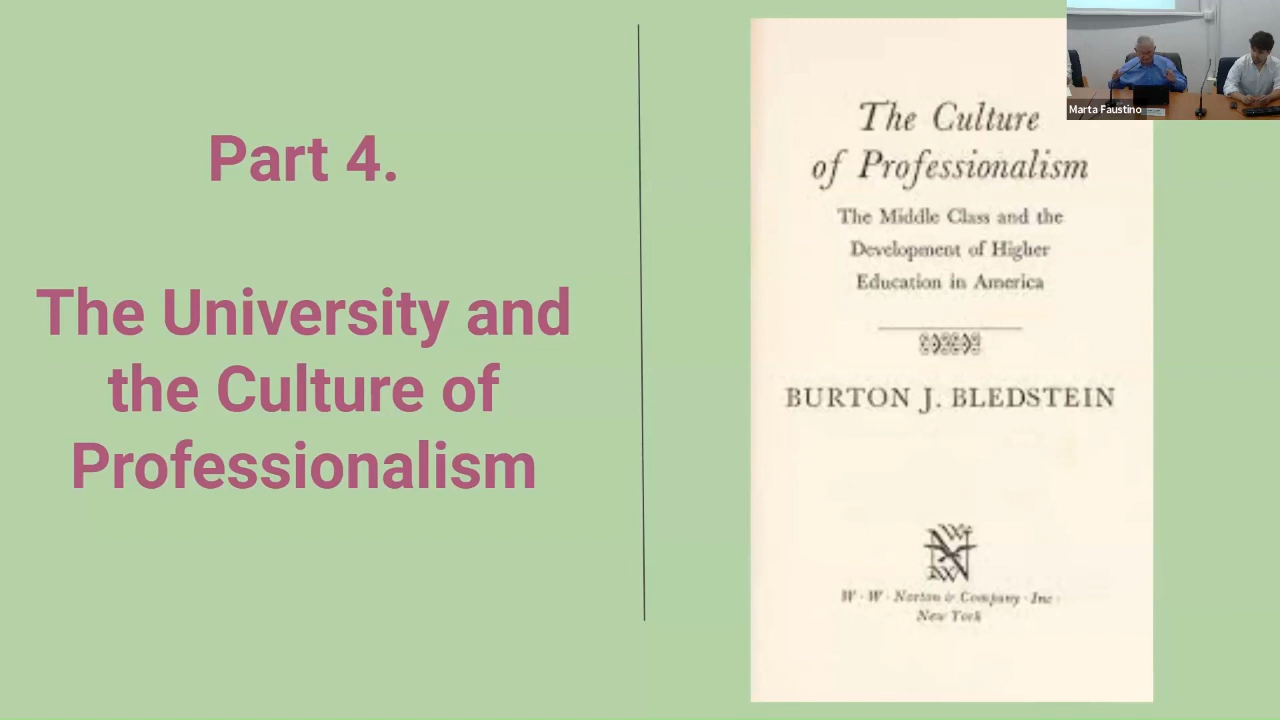 Part 4.
The University and
the Culture of
Professionalism
The Culture
of Professionalism
The Middle Class and the
Development of Higher
Education in America
BURTON J. BLEDSTEIN
W · W · Norton & Company · Inc ·
New York
Marta Faustino